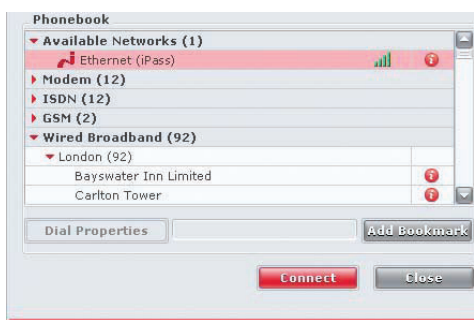 Phonebook
Available Networks (1)
Ethernet (iPass)
Modem (12)
ISDN (12)
GSM (2)
Wired Broadband (92)
London (92)
Bayswater Inn Limited
Carlton Tower
Dial Properties Add Bookmark
Connect Close